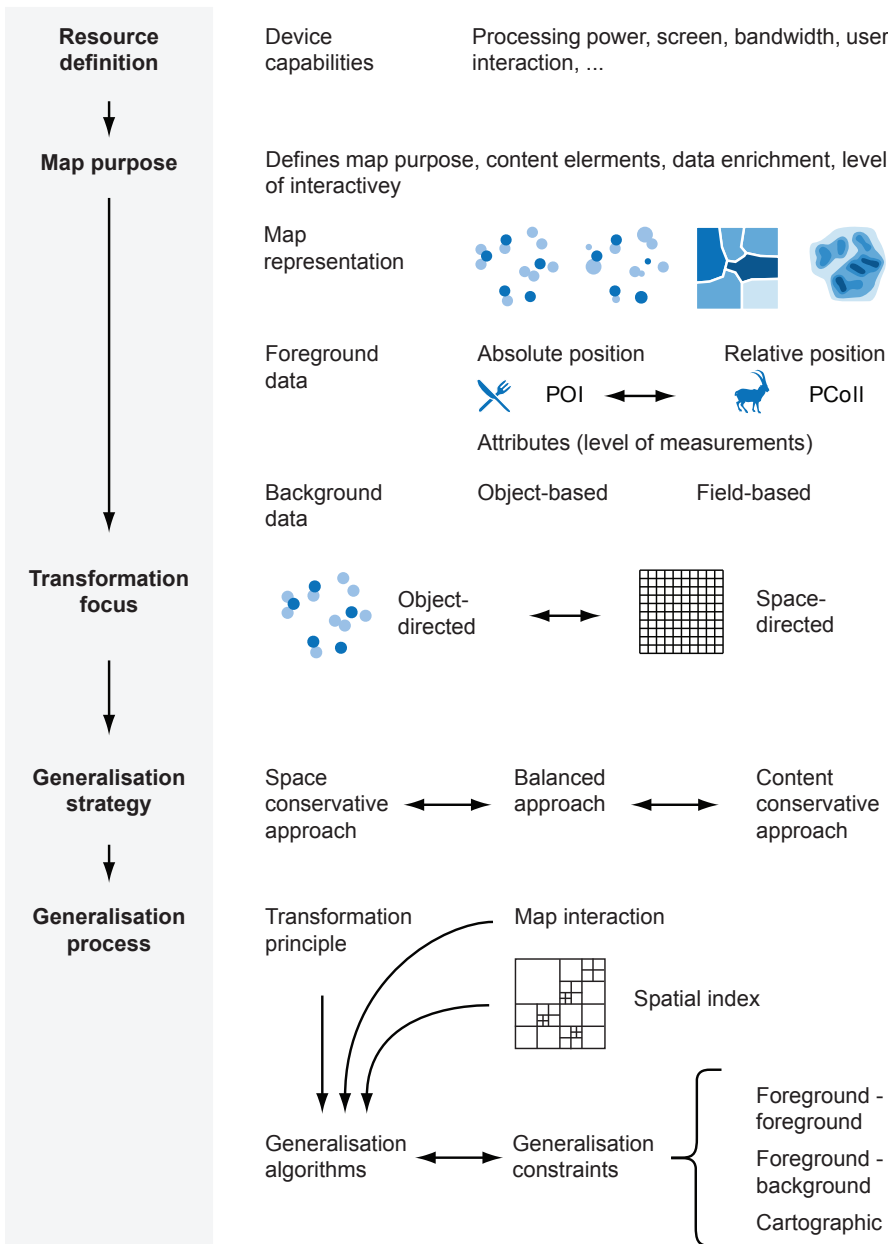 Resource
definition
Device
capabilities
Processing power, screen, bandwidth, user
interaction, ...
Map purpose
Defines map purpose, content elerments, data enrichment, level
of interactivey
Map
representation
Foreground
data
Absolute position
Relative position
POI
PColl
Attributes (level of measurements)
Background
data
Object-based
Field-based
Transformation
focus
Object-
directed
Space-
directed
Generalisation
strategy
Space
conservative
approach
Balanced
approach
Content
conservative
approach
Generalisation
process
Transformation
principle
Map interaction
Spatial index
Generalisation
algorithms
Generalisation
constraints
Foreground -
foreground
Foreground -
background
Cartographic